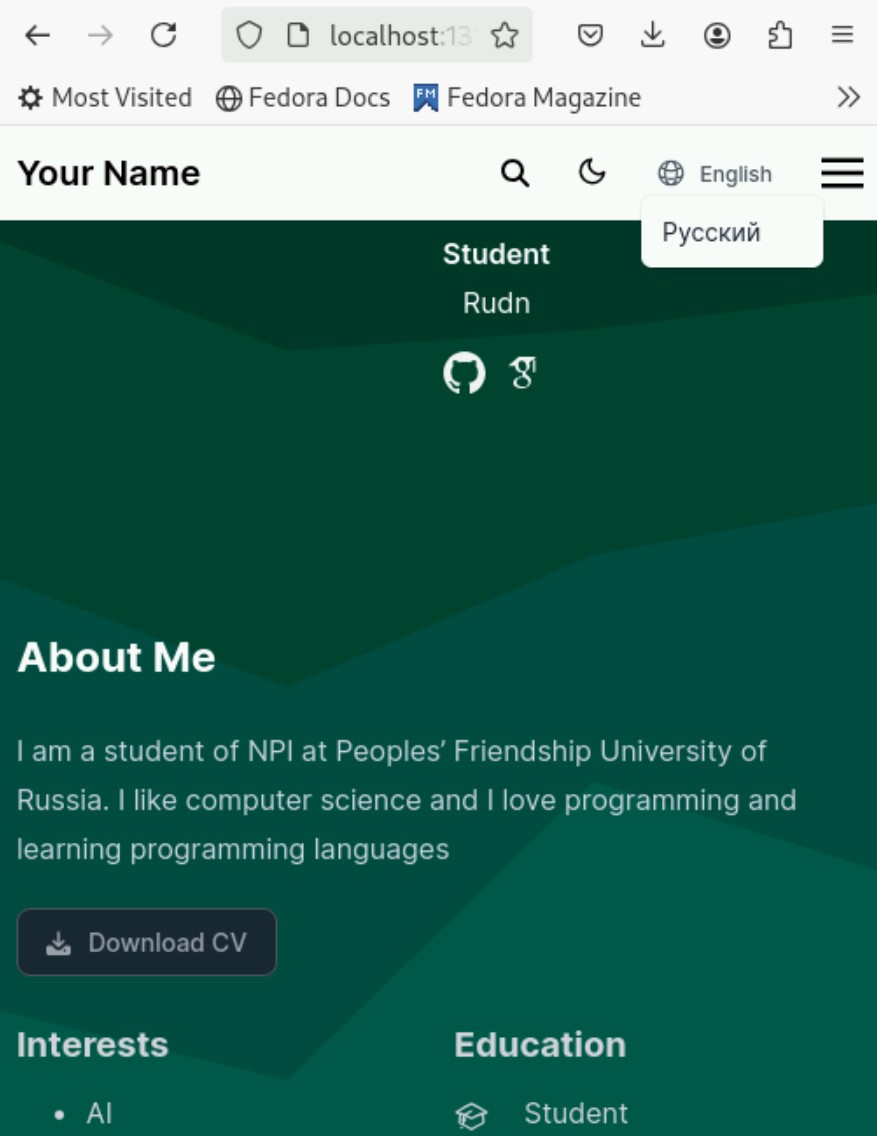 localhost:13
Most Visited
Fedora Docs
FM
Fedora Magazine
Your Name
English
Русский
Student
Rudn
About Me
I am a student of NPI at Peoples’ Friendship University of
Russia. I like computer science and I love programming and
learning programming languages
Download CV
Interests
Education
AI
Student